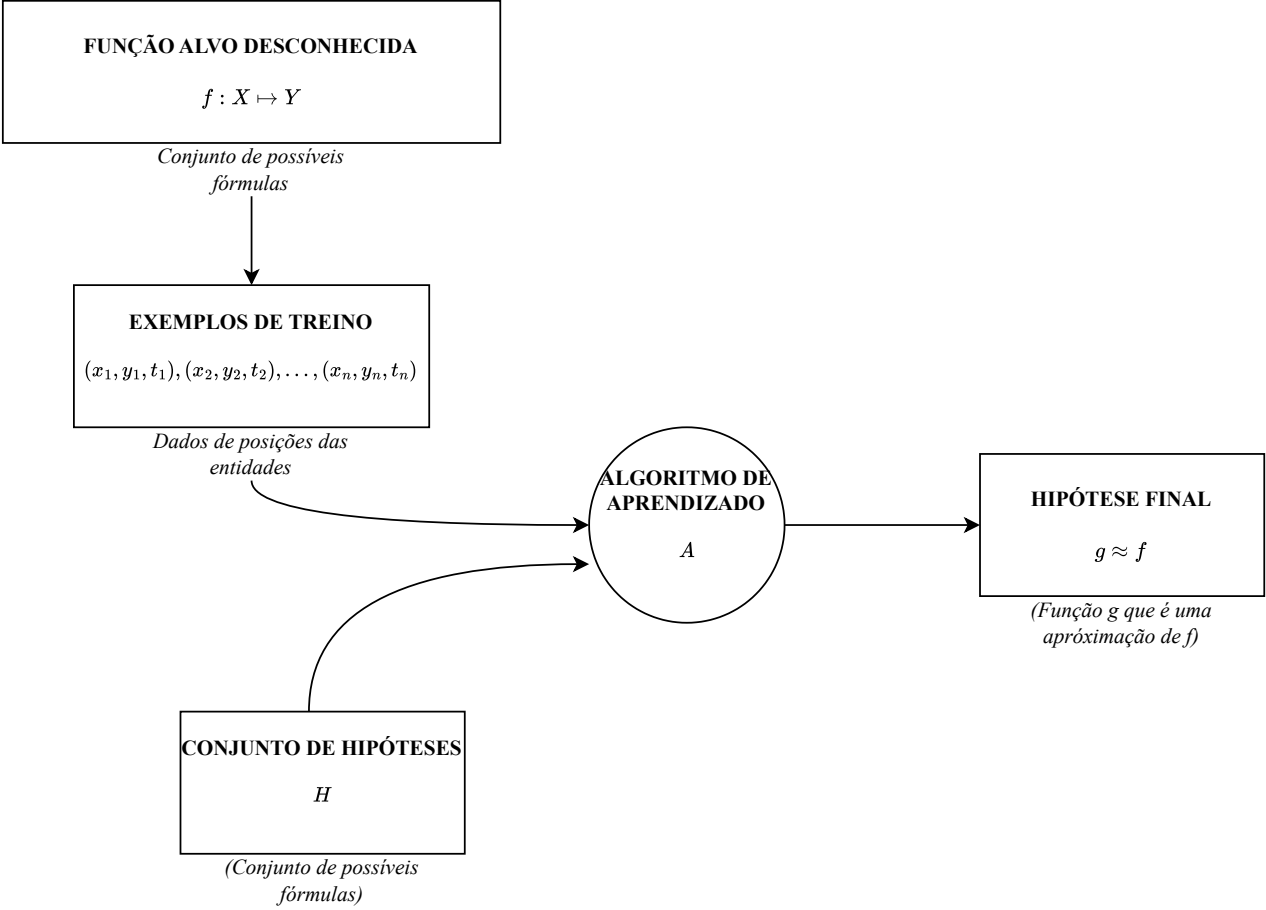 FUNÇÃO ALVO DESCONHECIDA
f : X ↦ Y
Conjunto de possíveis
fórmulas
EXEMPLOS DE TREINO
(x₁, y₁, t₁), (x₂, y₂, t₂), …, (xₙ, yₙ, tₙ)
Dados de posições das
entidades
ALGORITMO DE
APRENDIZADO
A
HIPÓTESE FINAL
g ≈ f
(Função g que é uma
apróximação de f)
CONJUNTO DE HIPÓTESES
H
(Conjunto de possíveis
fórmulas)